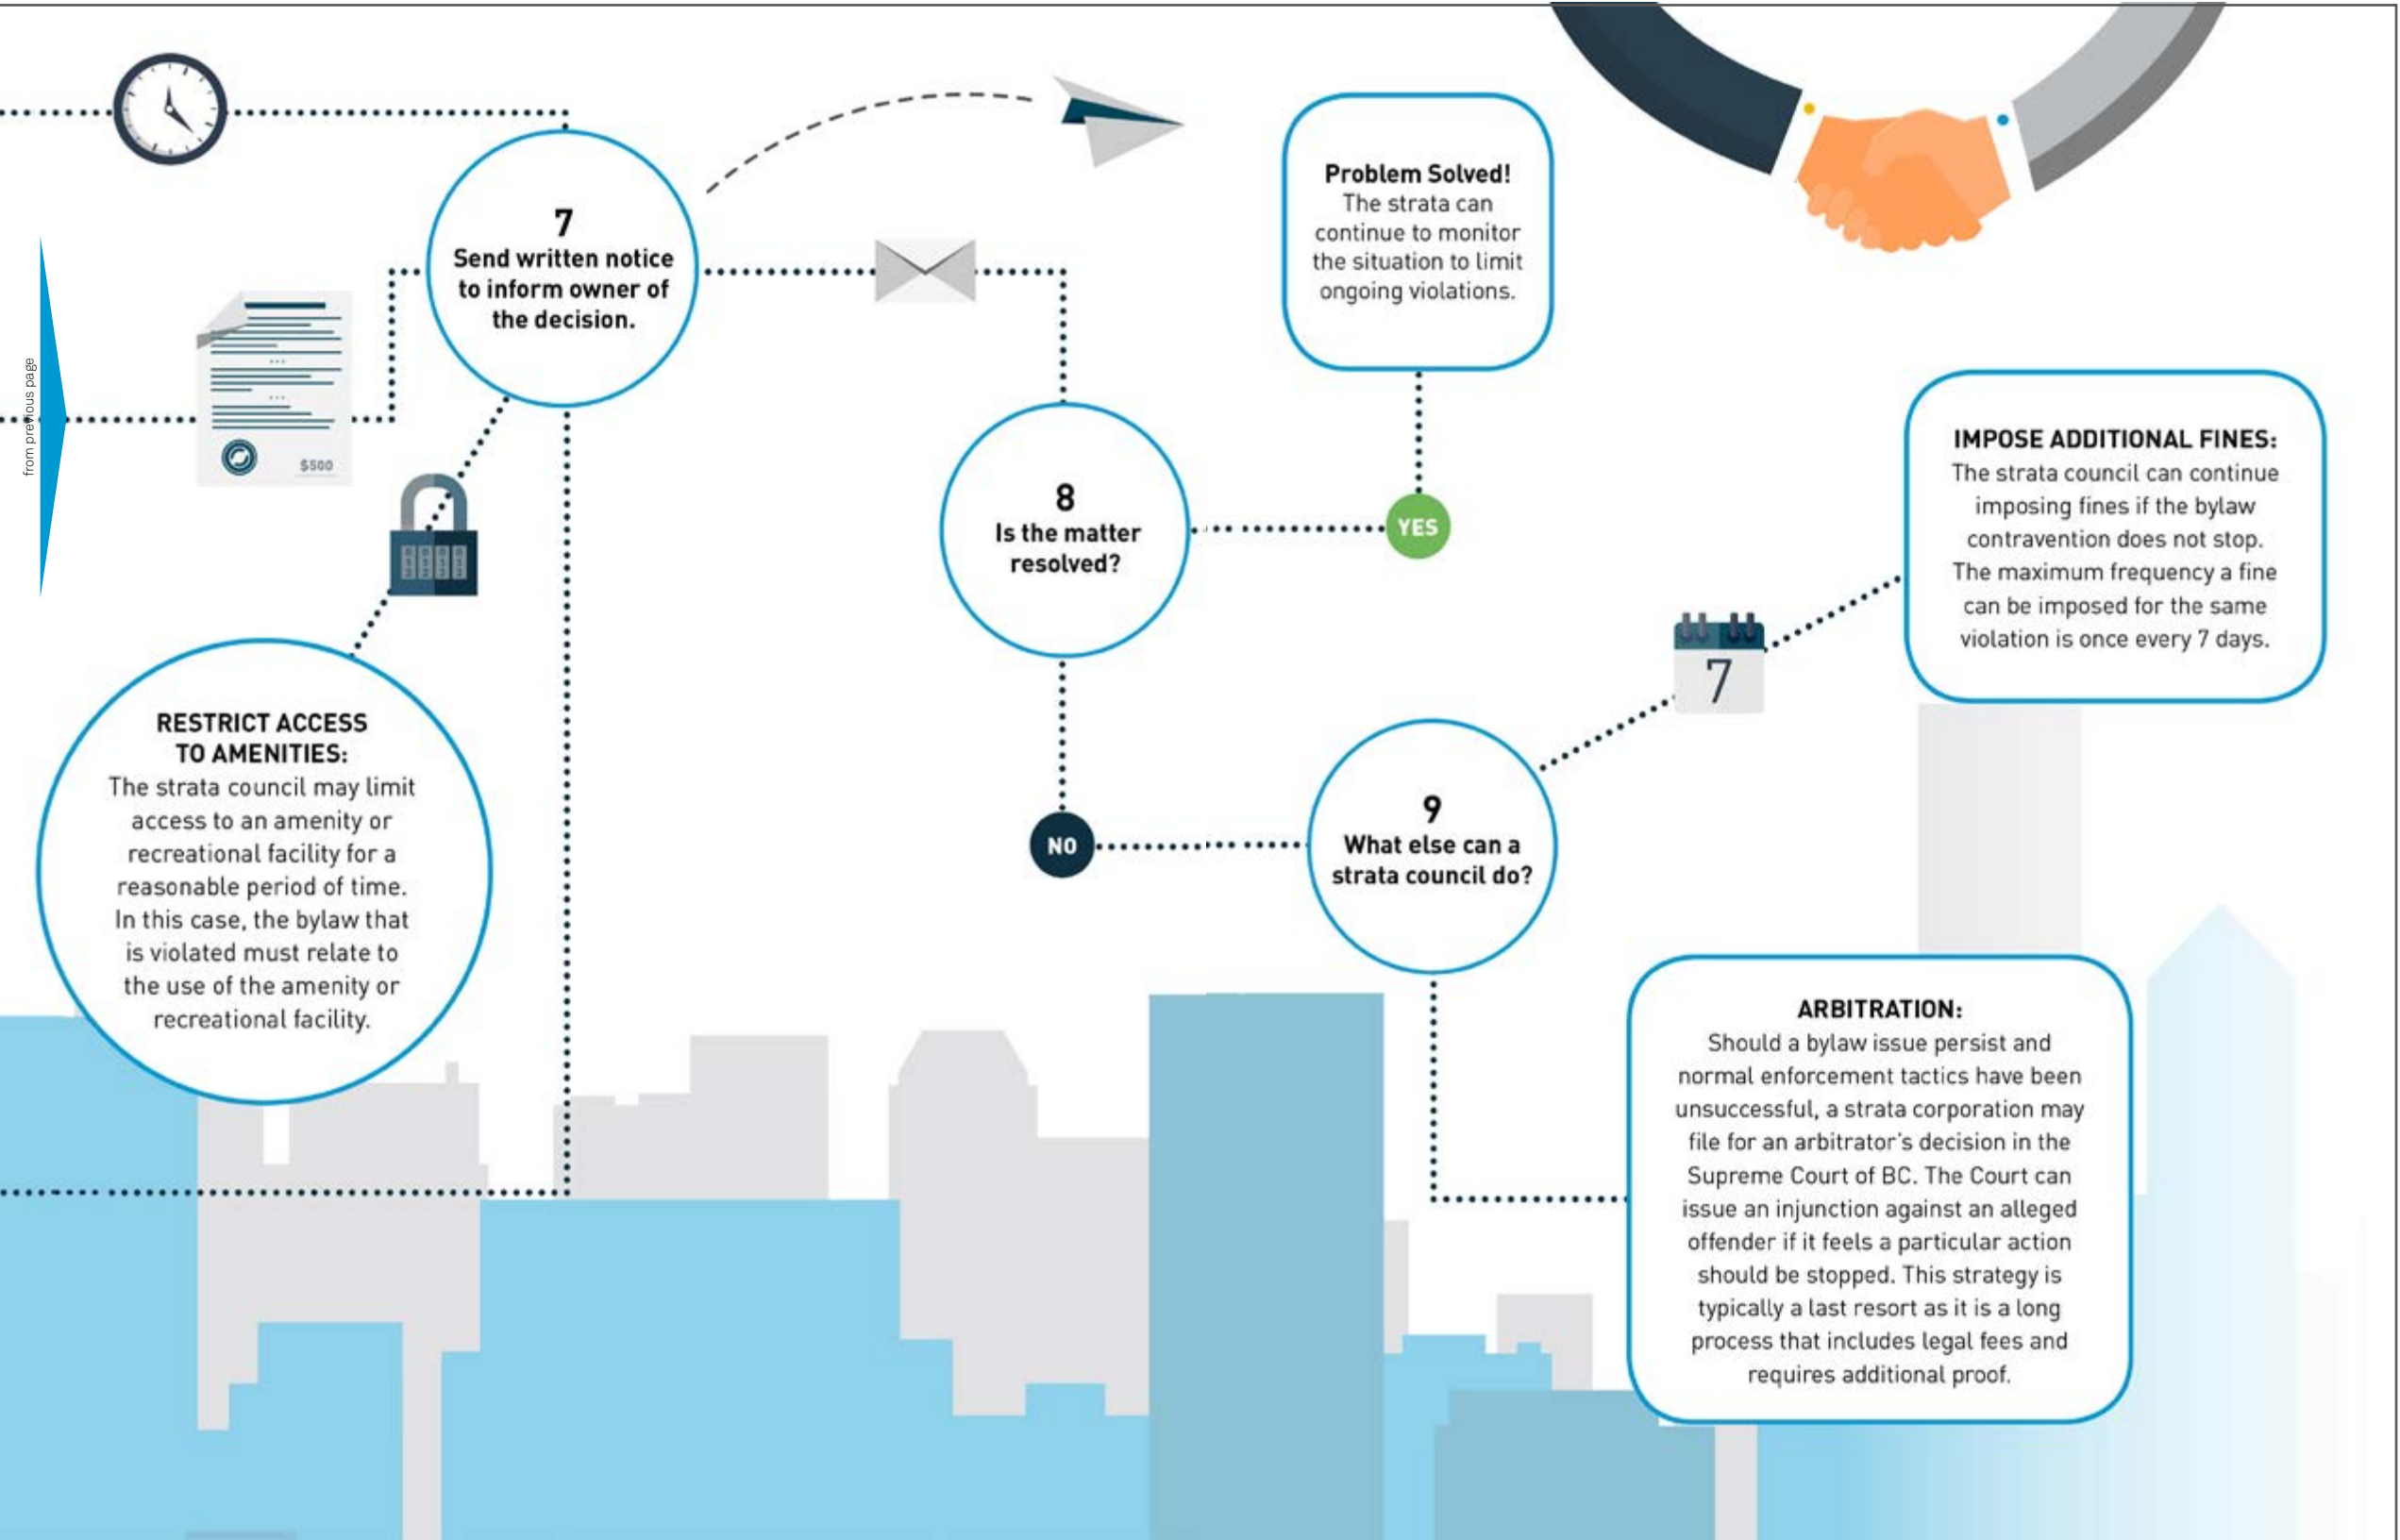 from previous page
$500
7
Send written notice
to inform owner of
the decision.
RESTRICT ACCESS
TO AMENITIES:
The strata council may limit
access to an amenity or
recreational facility for a
reasonable period of time.
In this case, the bylaw that
is violated must relate to
the use of the amenity or
recreational facility.
8
Is the matter
resolved?
YES
Problem Solved!
The strata can
continue to monitor
the situation to limit
ongoing violations.
NO
9
What else can a
strata council do?
7
IMPOSE ADDITIONAL FINES:
The strata council can continue
imposing fines if the bylaw
contravention does not stop.
The maximum frequency a fine
can be imposed for the same
violation is once every 7 days.
ARBITRATION:
Should a bylaw issue persist and
normal enforcement tactics have been
unsuccessful, a strata corporation may
file for an arbitrator's decision in the
Supreme Court of BC. The Court can
issue an injunction against an alleged
offender if it feels a particular action
should be stopped. This strategy is
typically a last resort as it is a long
process that includes legal fees and
requires additional proof.